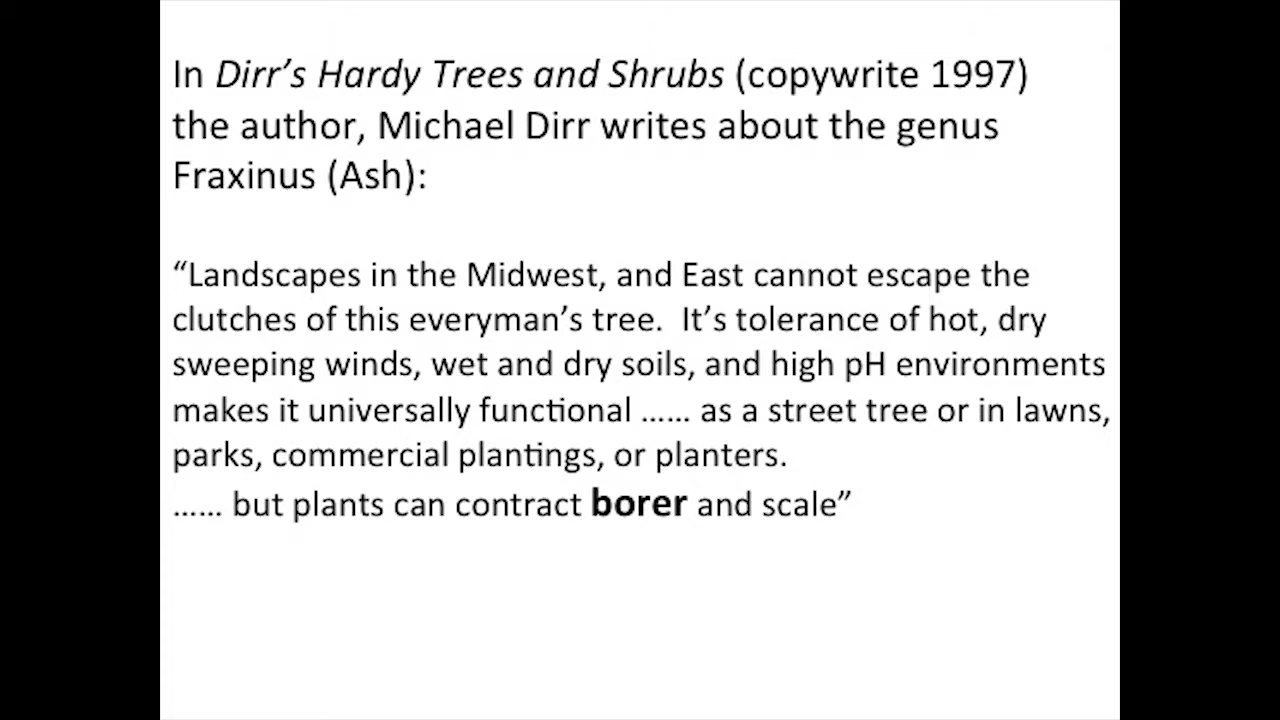 In Dirr’s Hardy Trees and Shrubs (copywrite 1997)
the author, Michael Dirr writes about the genus
Fraxinus (Ash):
“Landscapes in the Midwest, and East cannot escape the
clutches of this everyman’s tree.  It’s tolerance of hot, dry
sweeping winds, wet and dry soils, and high pH environments
makes it universally functional …… as a street tree or in lawns,
parks, commercial plantings, or planters.
…… but plants can contract borer and scale”